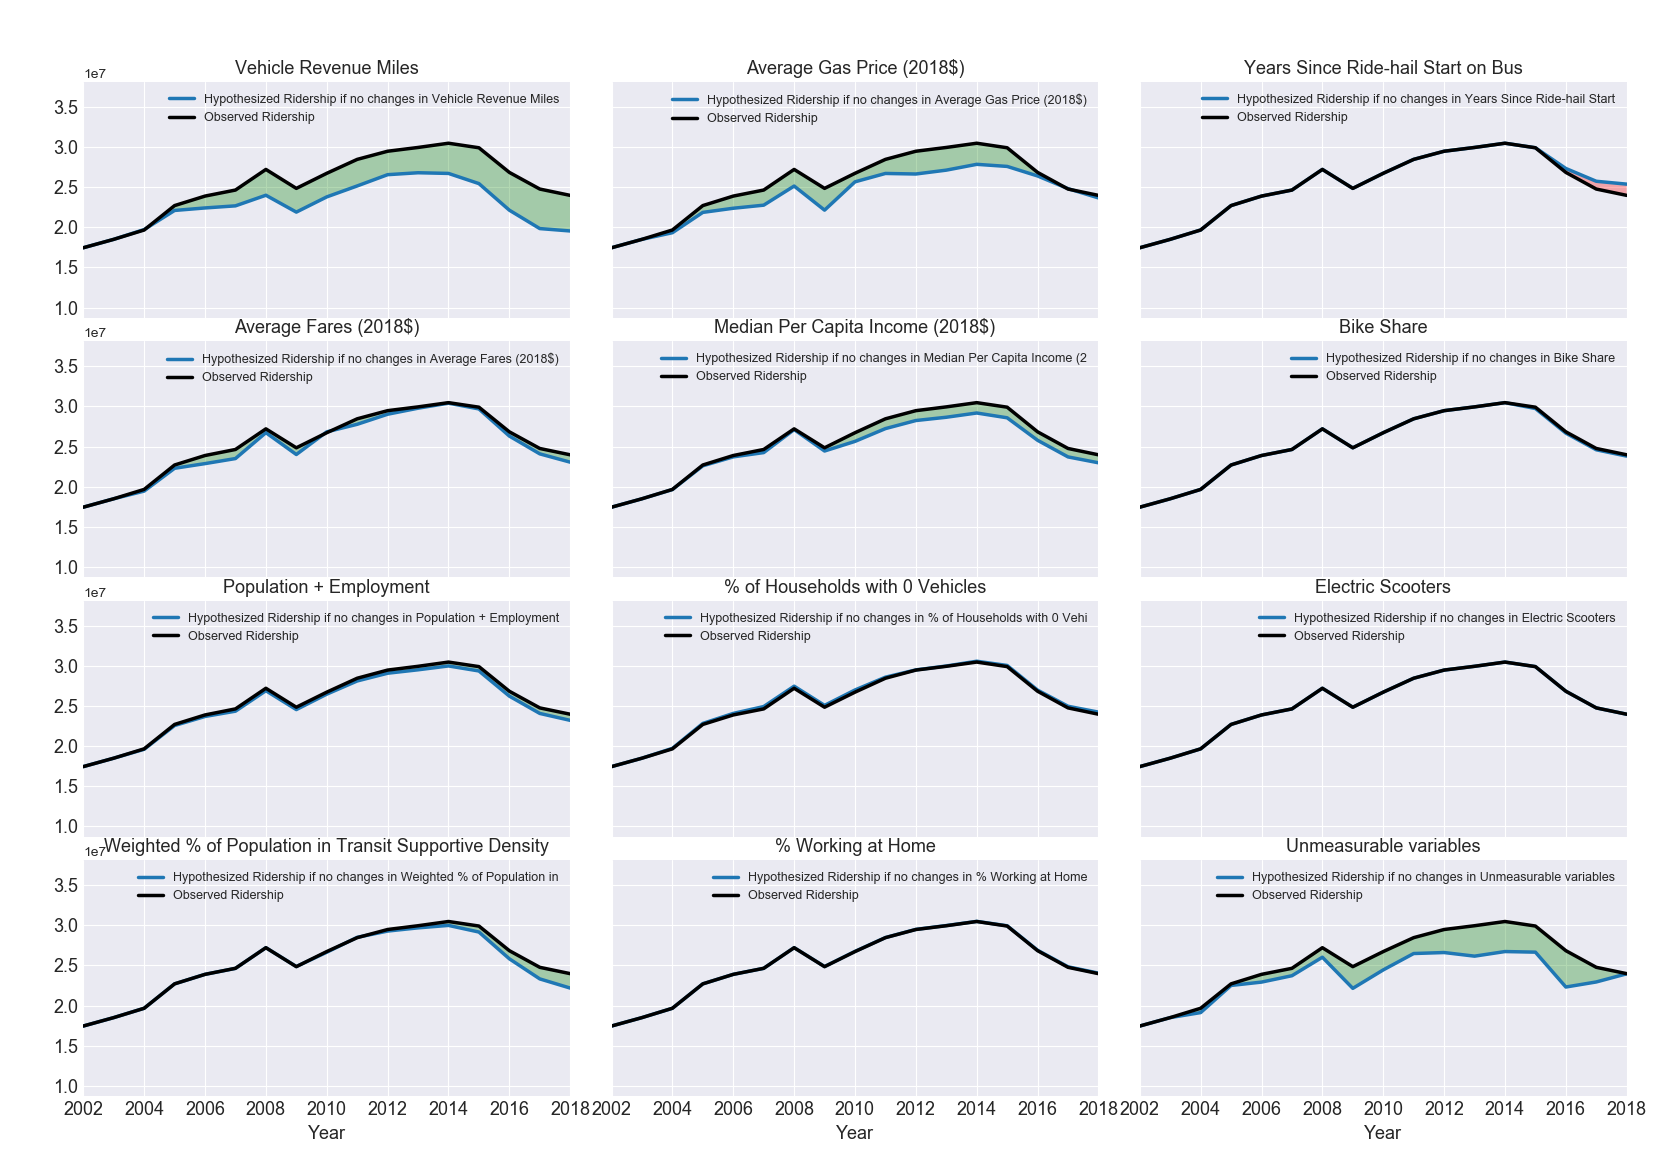 Vehicle Revenue Miles
1e7
Hypothesized Ridership if no changes in Vehicle Revenue Miles
Observed Ridership
3.5
3.0
2.5
2.0
1.5
1.0
Average Gas Price (2018$)
Hypothesized Ridership if no changes in Average Gas Price (2018$)
Observed Ridership
Years Since Ride-hail Start on Bus
Hypothesized Ridership if no changes in Years Since Ride-hail Start
Observed Ridership
Average Fares (2018$)
1e7
Hypothesized Ridership if no changes in Average Fares (2018$)
Observed Ridership
3.5
3.0
2.5
2.0
1.5
1.0
Median Per Capita Income (2018$)
Hypothesized Ridership if no changes in Median Per Capita Income (2
Observed Ridership
Bike Share
Hypothesized Ridership if no changes in Bike Share
Observed Ridership
Population + Employment
1e7
Hypothesized Ridership if no changes in Population + Employment
Observed Ridership
3.5
3.0
2.5
2.0
1.5
1.0
% of Households with 0 Vehicles
Hypothesized Ridership if no changes in % of Households with 0 Vehi
Observed Ridership
Electric Scooters
Hypothesized Ridership if no changes in Electric Scooters
Observed Ridership
Weighted % of Population in Transit Supportive Density
1e7
Hypothesized Ridership if no changes in Weighted % of Population in
Observed Ridership
3.5
3.0
2.5
2.0
1.5
1.0
2002 2004 2006 2008 2010 2012 2014 2016 2018
Year
% Working at Home
Hypothesized Ridership if no changes in % Working at Home
Observed Ridership
2002 2004 2006 2008 2010 2012 2014 2016 2018
Year
Unmeasurable variables
Hypothesized Ridership if no changes in Unmeasurable variables
Observed Ridership
2002 2004 2006 2008 2010 2012 2014 2016 2018
Year